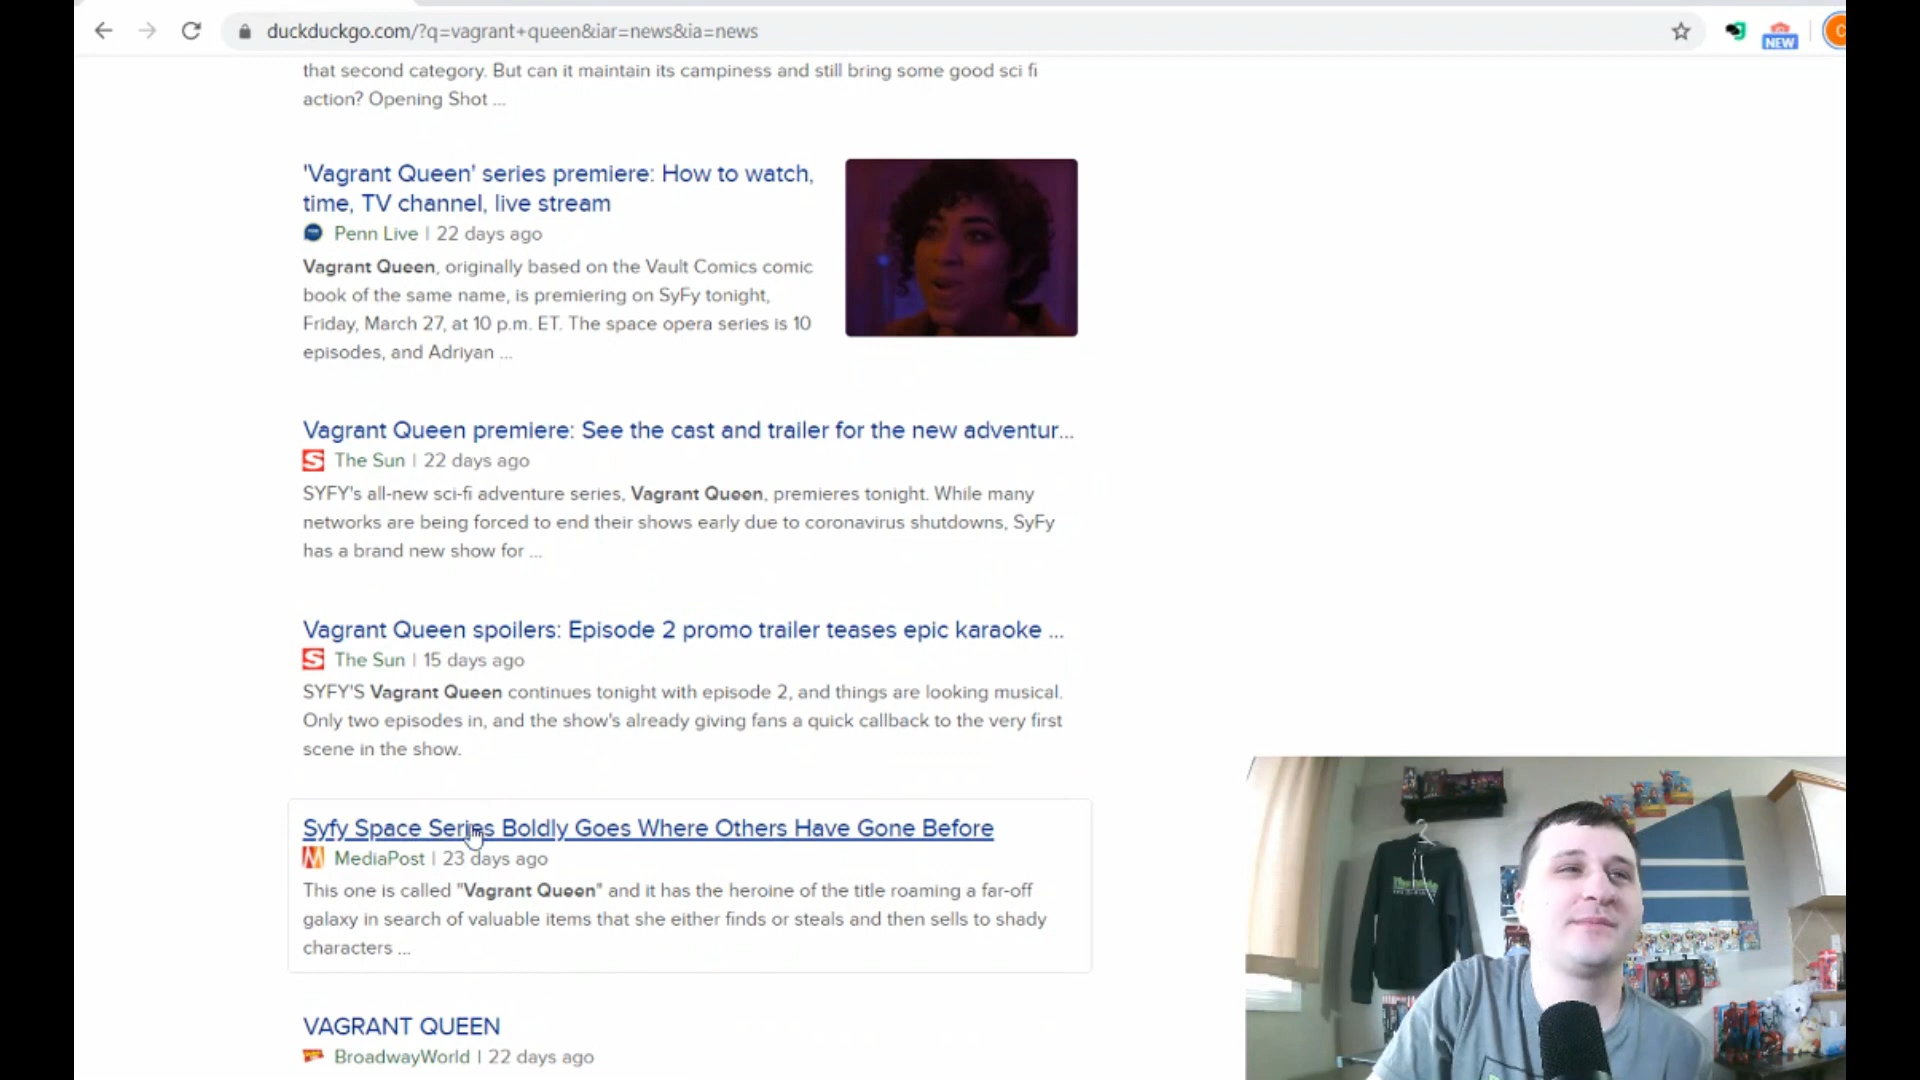 duckduckgo.com/?q=vagrant+queen&iar=news&ia=news
NEW
C
that second category. But can it maintain its campiness and still bring some good sci fi
action? Opening Shot ...
'Vagrant Queen' series premiere: How to watch,
time, TV channel, live stream
Penn Live | 22 days ago
Vagrant Queen, originally based on the Vault Comics comic
book of the same name, is premiering on SyFy tonight,
Friday, March 27, at 10 p.m. ET. The space opera series is 10
episodes, and Adriyan ...
Vagrant Queen premiere: See the cast and trailer for the new adventur...
S The Sun | 22 days ago
SYFY's all-new sci-fi adventure series, Vagrant Queen, premieres tonight. While many
networks are being forced to end their shows early due to coronavirus shutdowns, SyFy
has a brand new show for ...
Vagrant Queen spoilers: Episode 2 promo trailer teases epic karaoke ...
S The Sun | 15 days ago
SYFY'S Vagrant Queen continues tonight with episode 2, and things are looking musical.
Only two episodes in, and the show's already giving fans a quick callback to the very first
scene in the show.
Syfy Space Series Boldly Goes Where Others Have Gone Before
M MediaPost | 23 days ago
This one is called "Vagrant Queen" and it has the heroine of the title roaming a far-off
galaxy in search of valuable items that she either finds or steals and then sells to shady
characters ...
VAGRANT QUEEN
BroadwayWorld | 22 days ago